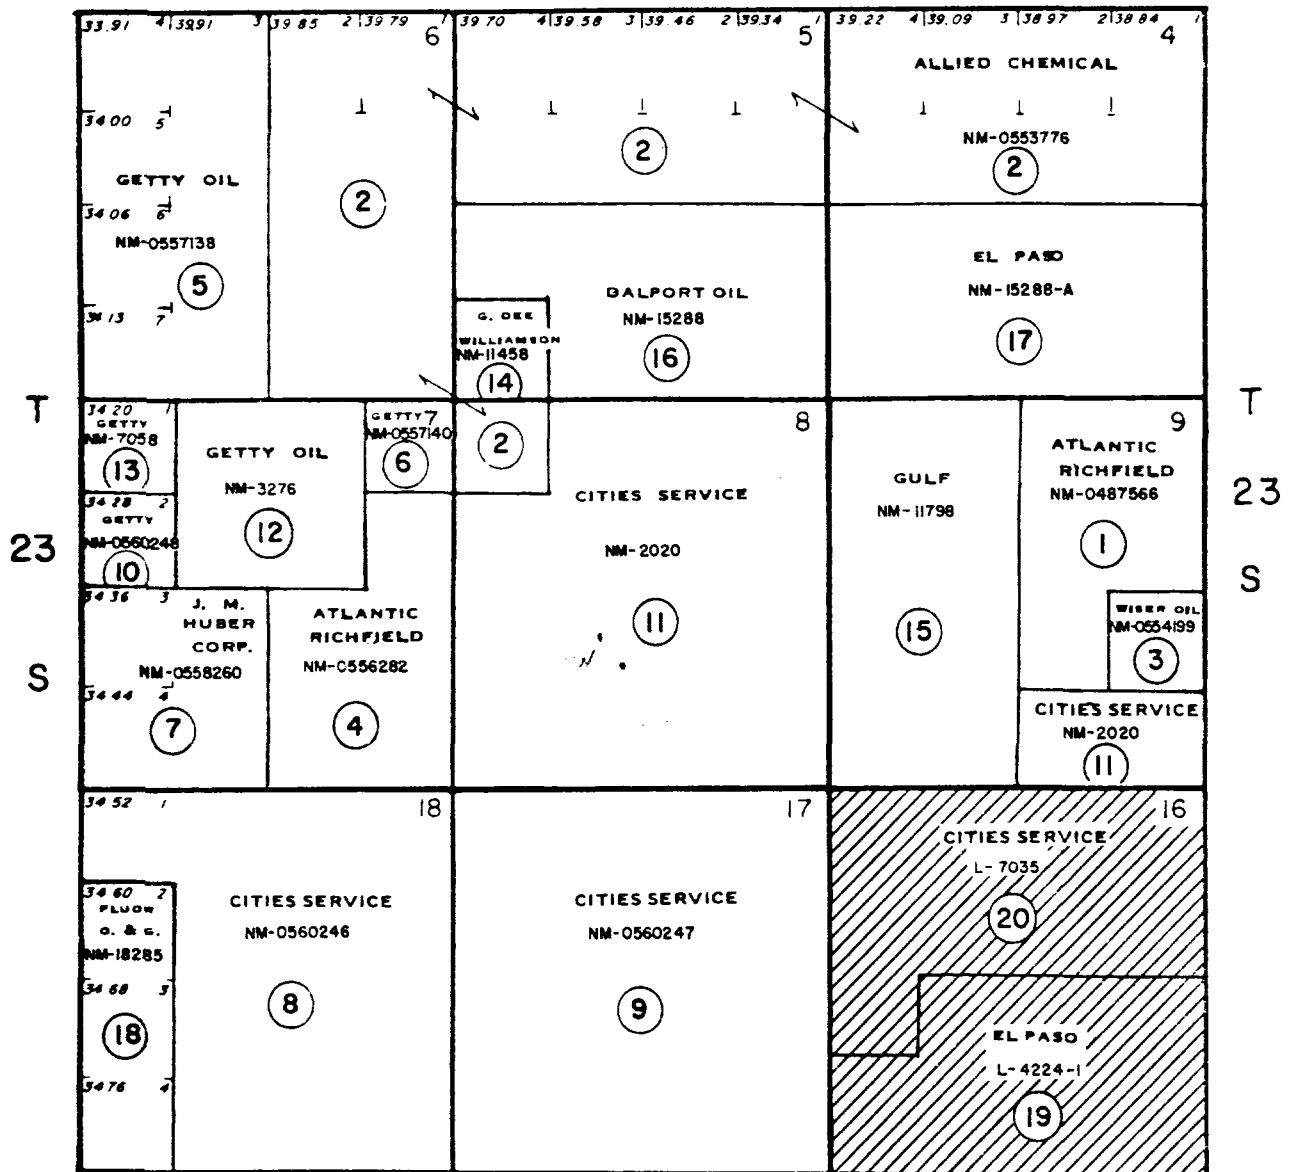 33.91 4 39.91 3 39.85 2 39.79 1 39.70 4 39.58 3 39.46 2 39.34 1 39.22 4 39.09 3 38.97 2 38.84 1
6 5 4
ALLIED CHEMICAL
NM-0553776
2
2
34 00 5
GETTY OIL
2
34 06 6
NM-0557138
5
34 13 7
EL PASO
NM-15288-A
17
DALPORT OIL
NM-15288
16
G. DEE
WILLIAMSON
NM-11458
14
T
T
34 20 1
GETTY
NM-7058
13
GETTY OIL
NM-3276
12
GETTY 7
NM-0557140
6
2
8
9
CITIES SERVICE
NM-2020
11
GULF
NM-11798
15
ATLANTIC
RICHFIELD
NM-0487566
1
23
23
34 28 2
GETTY
NM-0560248
10
S
S
34 36 3
J. M.
HUBER
CORP.
NM-0558260
34 44 4
7
ATLANTIC
RICHFIELD
NM-0556282
4
WISER OIL
NM-0554199
3
CITIES SERVICE
NM-2020
11
34 52 1
18
17
16
34 60 2
O. & G.
NM-18285
34 68 3
18
34 76 4
CITIES SERVICE
NM-0560246
8
CITIES SERVICE
NM-0560247
9
CITIES SERVICE
L-7035
20
EL PASO
L-4224-1
19